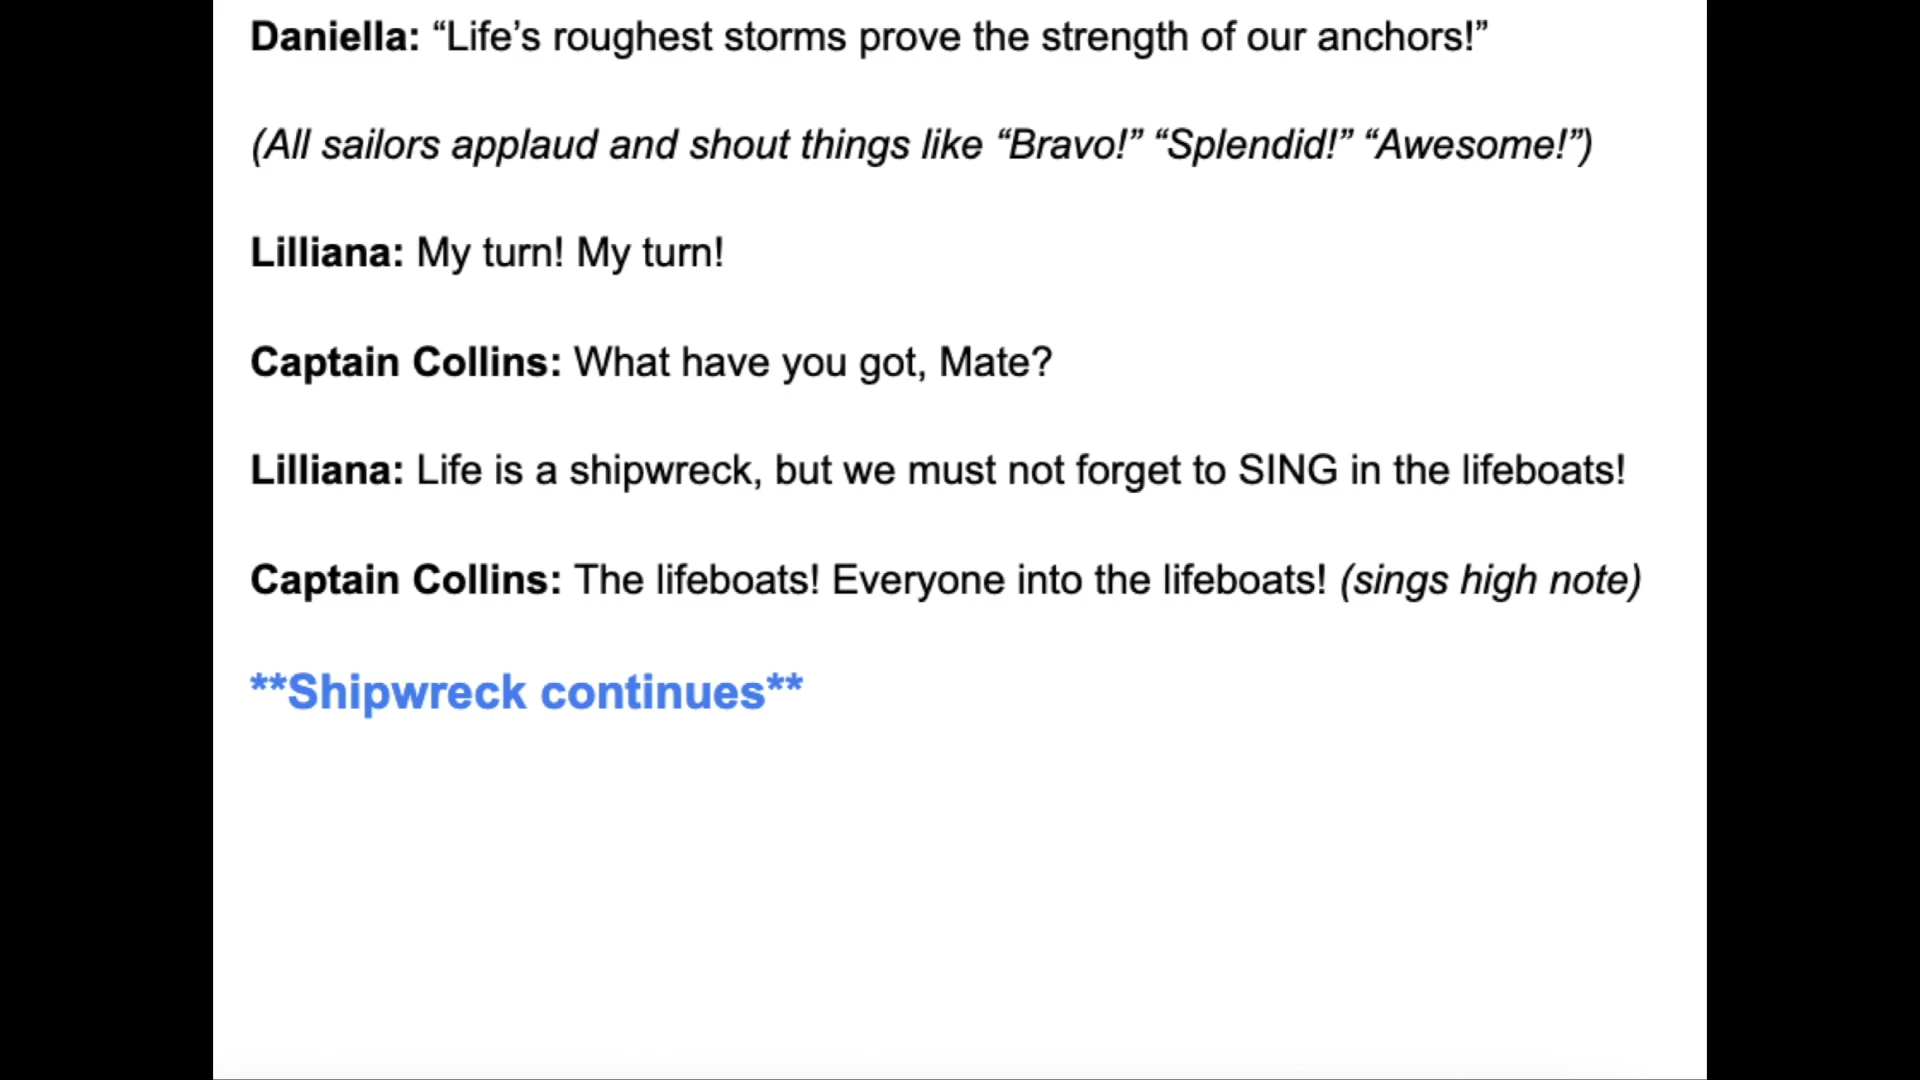 Daniella: “Life’s roughest storms prove the strength of our anchors!”
(All sailors applaud and shout things like “Bravo!” “Splendid!” “Awesome!”)
Lilliana: My turn! My turn!
Captain Collins: What have you got, Mate?
Lilliana: Life is a shipwreck, but we must not forget to SING in the lifeboats!
Captain Collins: The lifeboats! Everyone into the lifeboats! (sings high note)
**Shipwreck continues**